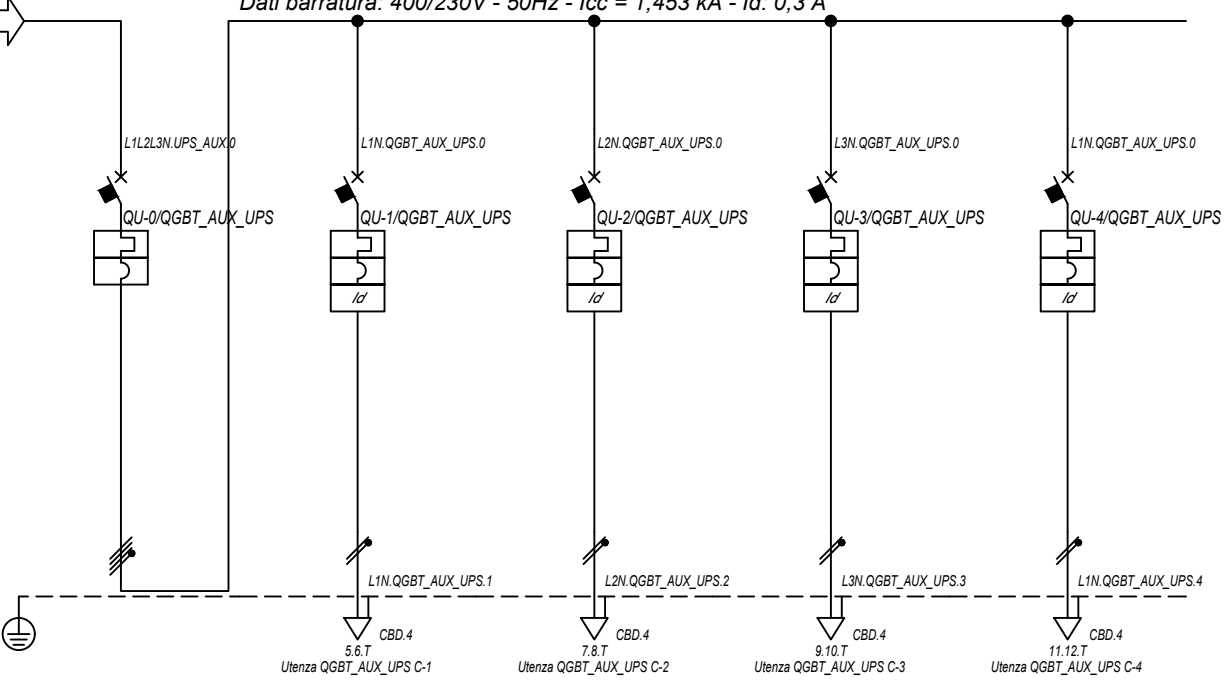 Dati barratura: 400/230V - 50Hz - Icc = 1,453 kA - Id: 0,3 A
L1L2L3N.UPS_AUX.0
L1N.QGBT_AUX_UPS.0
L2N.QGBT_AUX_UPS.0
L3N.QGBT_AUX_UPS.0
L1N.QGBT_AUX_UPS.0
QU-0/QGBT_AUX_UPS
QU-1/QGBT_AUX_UPS
QU-2/QGBT_AUX_UPS
QU-3/QGBT_AUX_UPS
QU-4/QGBT_AUX_UPS
Id
Id
Id
Id
L1N.QGBT_AUX_UPS.1
L2N.QGBT_AUX_UPS.2
L3N.QGBT_AUX_UPS.3
L1N.QGBT_AUX_UPS.4
CBD.4
CBD.4
CBD.4
CBD.4
5.6.T
7.8.T
9.10.T
11.12.T
Utenza QGBT_AUX_UPS C-1
Utenza QGBT_AUX_UPS C-2
Utenza QGBT_AUX_UPS C-3
Utenza QGBT_AUX_UPS C-4